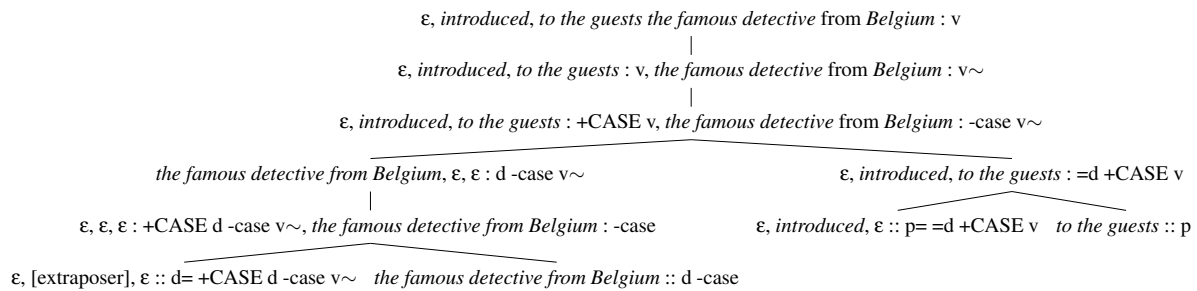 ε, introduced, to the guests the famous detective from Belgium : v
ε, introduced, to the guests : v, the famous detective from Belgium : v∼
ε, introduced, to the guests : +CASE v, the famous detective from Belgium : -case v∼
the famous detective from Belgium, ε, ε : d -case v∼ ε, introduced, to the guests : =d +CASE v
ε, ε, ε : +CASE d -case v∼, the famous detective from Belgium : -case ε, introduced, ε :: p= =d +CASE v to the guests :: p
ε, [extraposer], ε :: d= +CASE d -case v∼ the famous detective from Belgium :: d -case